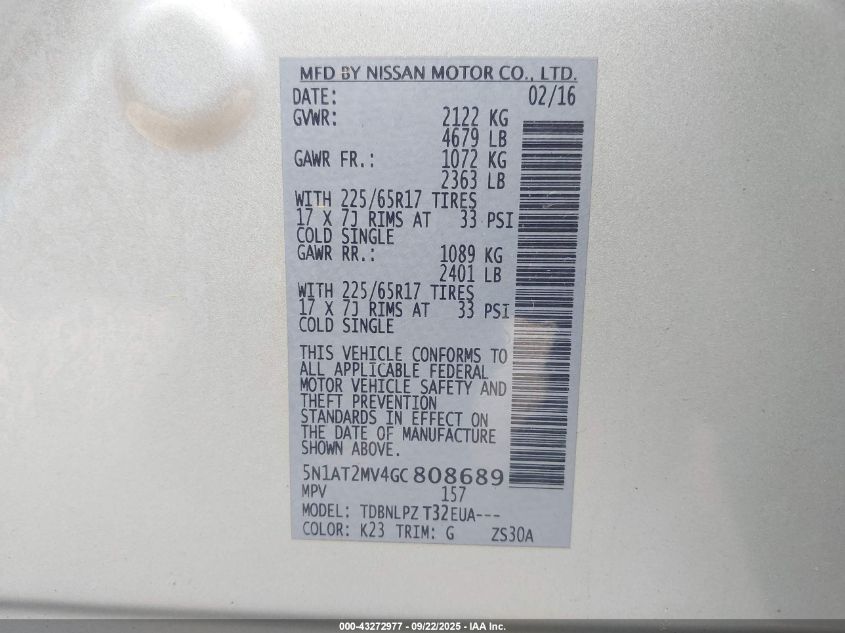 MFD BY NISSAN MOTOR CO., LTD.
DATE: 02/16
GVWR: 2122 KG
4679 LB
GAWR FR.: 1072 KG
2363 LB
WITH 225/65R17 TIRES
17 X 7J RIMS AT 33 PSI
COLD SINGLE
GAWR RR.: 1089 KG
2401 LB
WITH 225/65R17 TIRES
17 X 7J RIMS AT 33 PSI
COLD SINGLE
THIS VEHICLE CONFORMS TO
ALL APPLICABLE FEDERAL
MOTOR VEHICLE SAFETY AND
THEFT PREVENTION
STANDARDS IN EFFECT ON
THE DATE OF MANUFACTURE
SHOWN ABOVE.
5N1AT2MV4GC808689
MPV 157
MODEL: TDBNLPZ T32EUA---
COLOR: K23 TRIM: G ZS30A
000-43272977 - 09/22/2025 - IAA Inc.